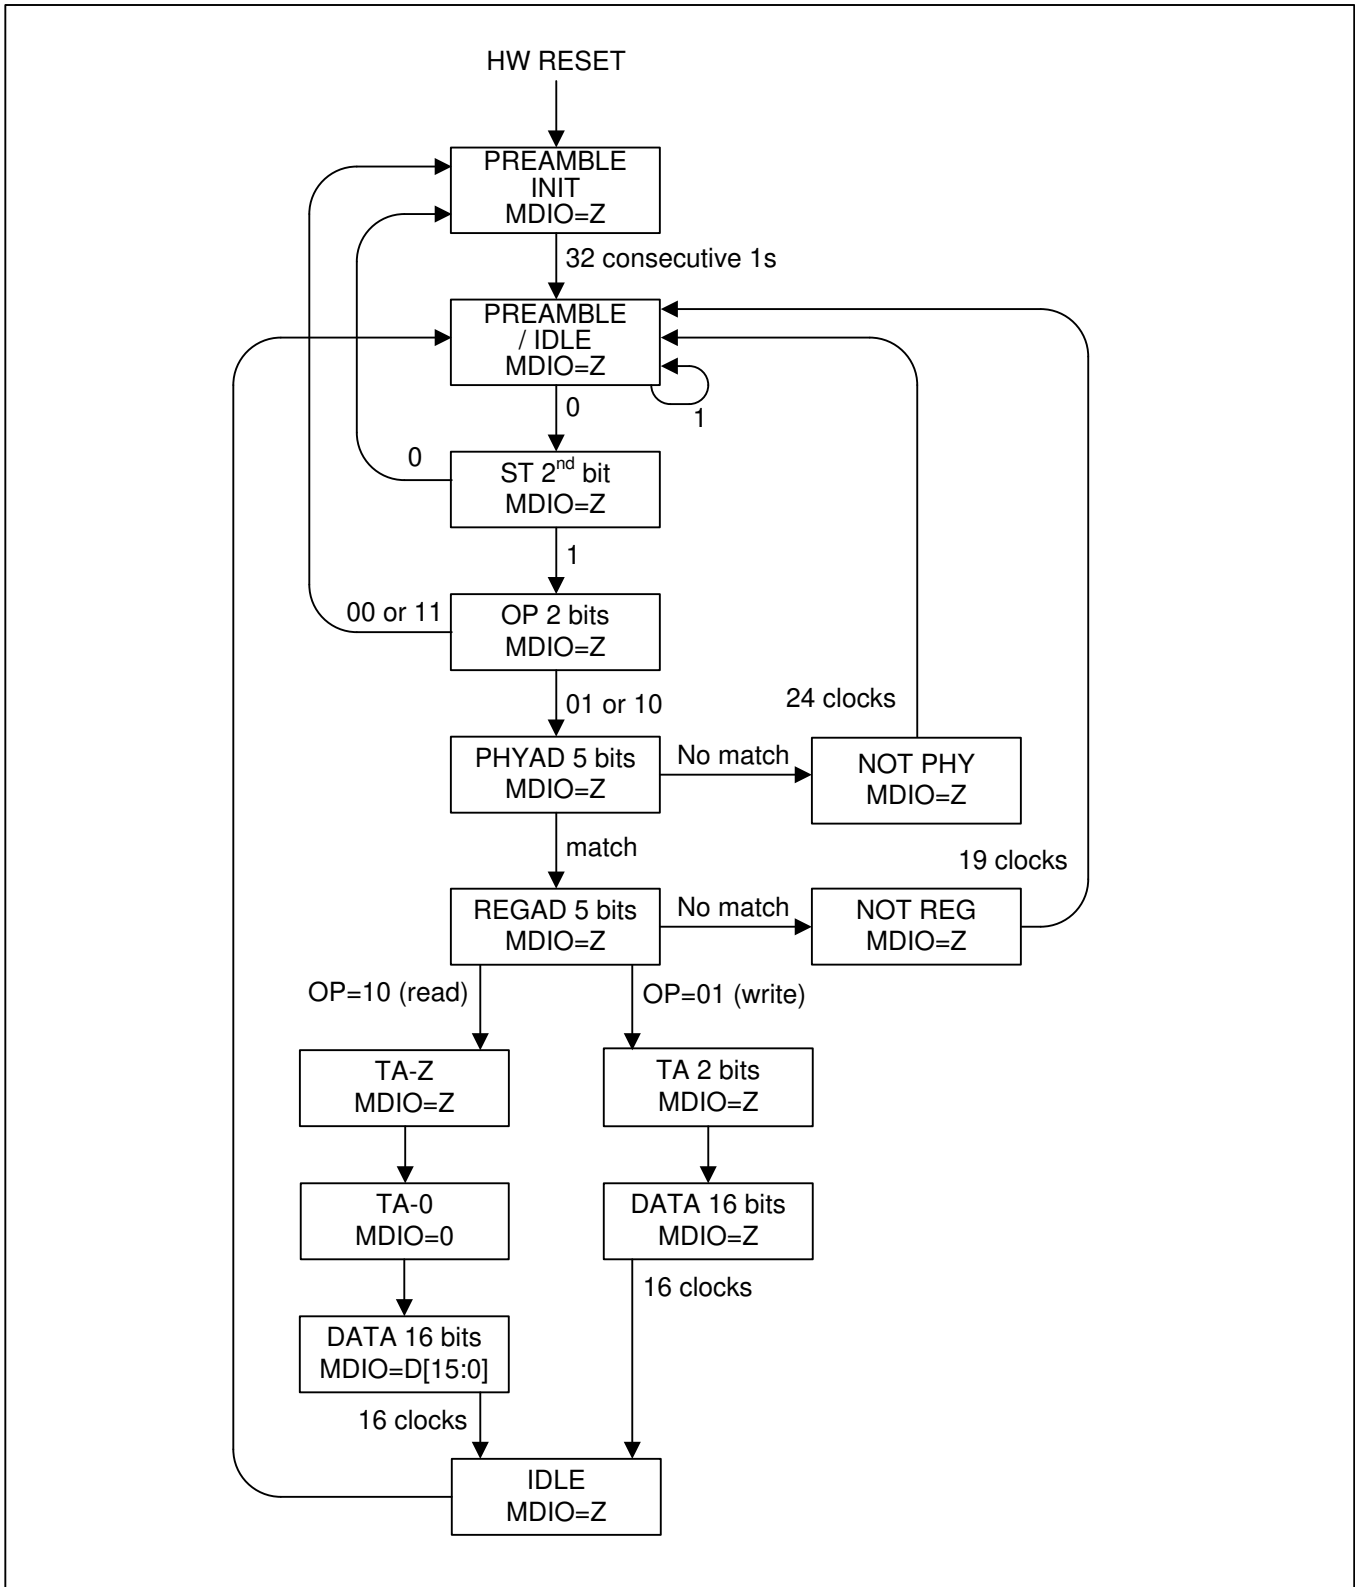 HW RESET
PREAMBLE
INIT
MDIO=Z
32 consecutive 1s
PREAMBLE
/ IDLE
MDIO=Z
1
0
0
ST 2nd bit
MDIO=Z
1
00 or 11
OP 2 bits
MDIO=Z
01 or 10
24 clocks
PHYAD 5 bits
MDIO=Z
No match
NOT PHY
MDIO=Z
match
19 clocks
REGAD 5 bits
MDIO=Z
No match
NOT REG
MDIO=Z
OP=10 (read)
OP=01 (write)
TA-Z
MDIO=Z
TA 2 bits
MDIO=Z
TA-0
MDIO=0
DATA 16 bits
MDIO=Z
16 clocks
DATA 16 bits
MDIO=D[15:0]
16 clocks
IDLE
MDIO=Z